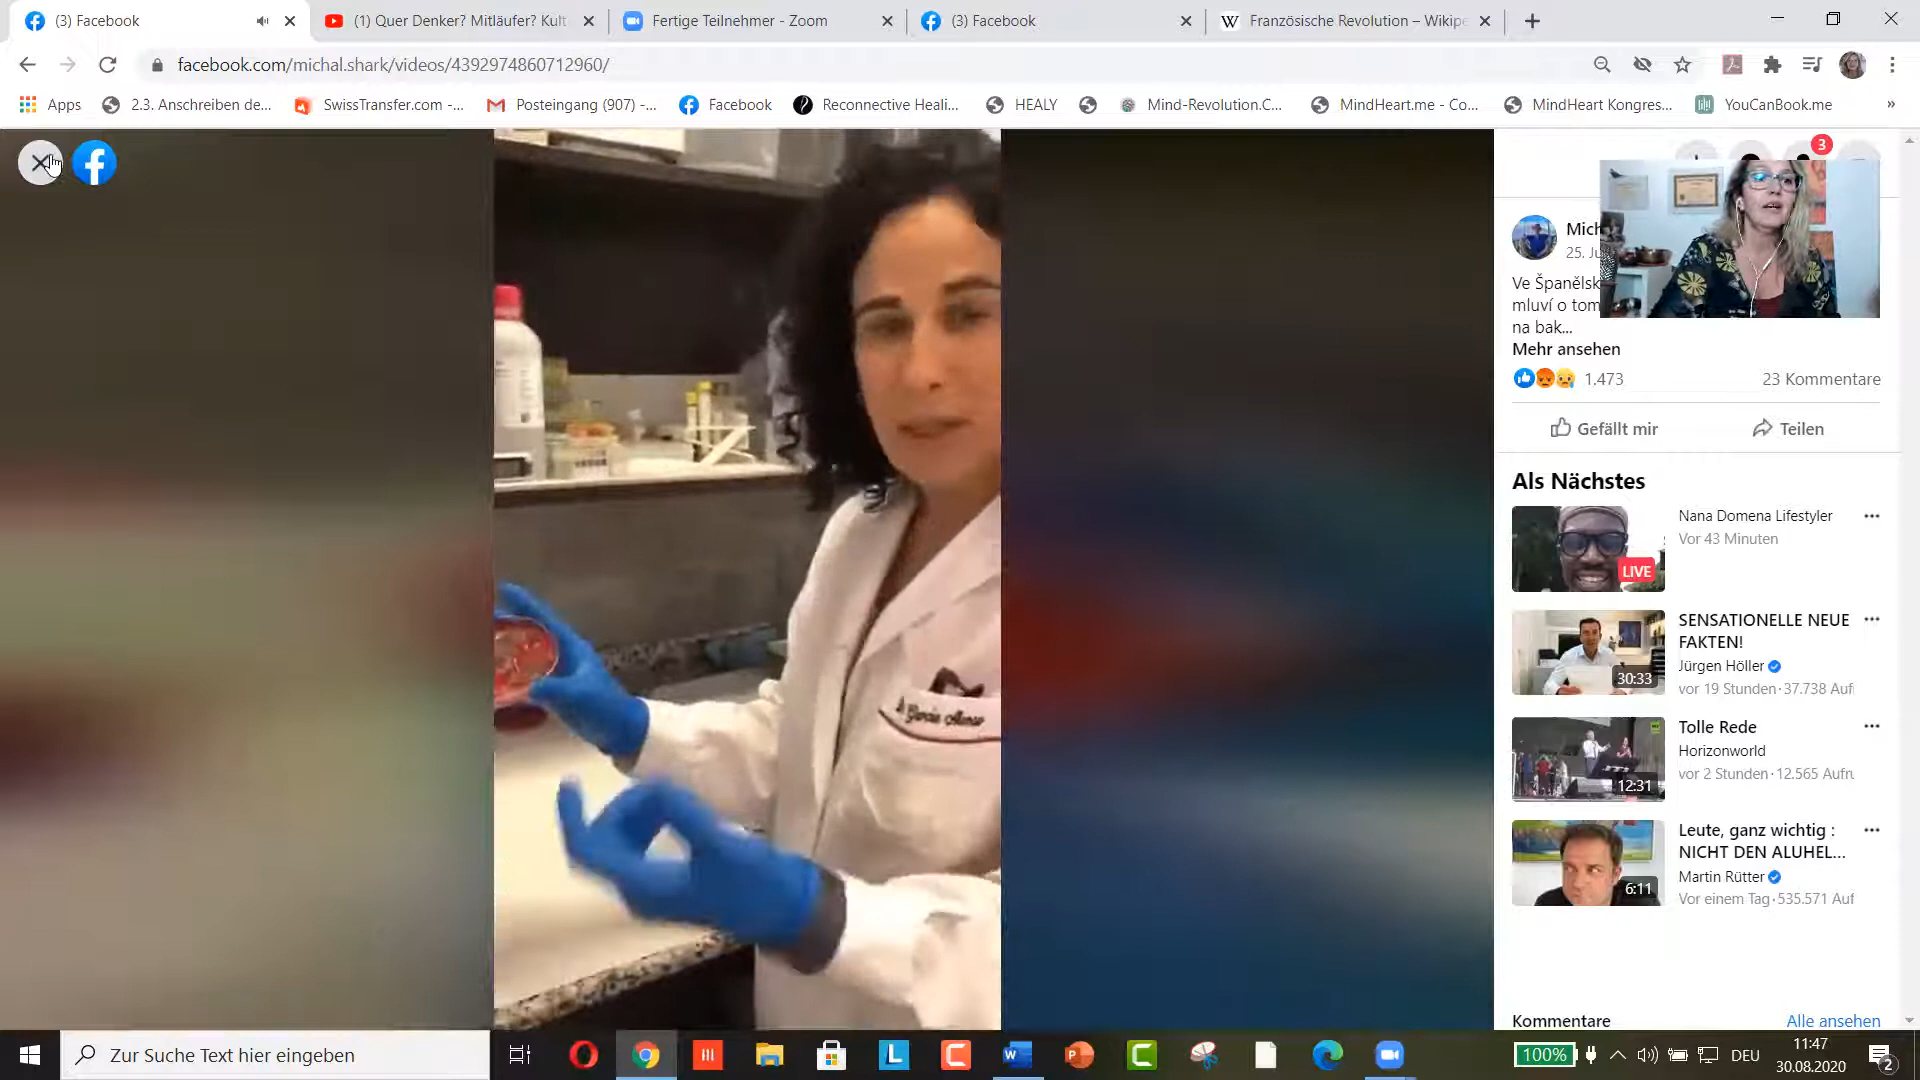 (3) Facebook
(1) Quer Denker? Mitläufer? Kult
Fertige Teilnehmer - Zoom
(3) Facebook
Französische Revolution – Wikipe
facebook.com/michal.shark/videos/4392974860712960/
Apps
2.3. Anschreiben de...
SwissTransfer.com -...
Posteingang (907) -...
Facebook
Reconnective Heali...
HEALY
Mind-Revolution.C...
MindHeart.me - Co...
MindHeart Kongres...
YouCanBook.me
»
3
Mich
25. Ju
Ve Španělsk
mluví o tom
na bak...
Mehr ansehen
1.473
23 Kommentare
Gefällt mir
Teilen
Als Nächstes
Nana Domena Lifestyler
Vor 43 Minuten
LIVE
SENSATIONELLE NEUE
FAKTEN!
Jürgen Höller
vor 19 Stunden · 37.738 Auf
30:33
Tolle Rede
Horizonworld
vor 2 Stunden · 12.565 Aufru
12:31
Leute, ganz wichtig :
NICHT DEN ALUHEL...
Martin Rütter
Vor einem Tag · 535.571 Auf
6:11
Kommentare
Alle ansehen
Zur Suche Text hier eingeben
100%
DEU
11:47
30.08.2020
2